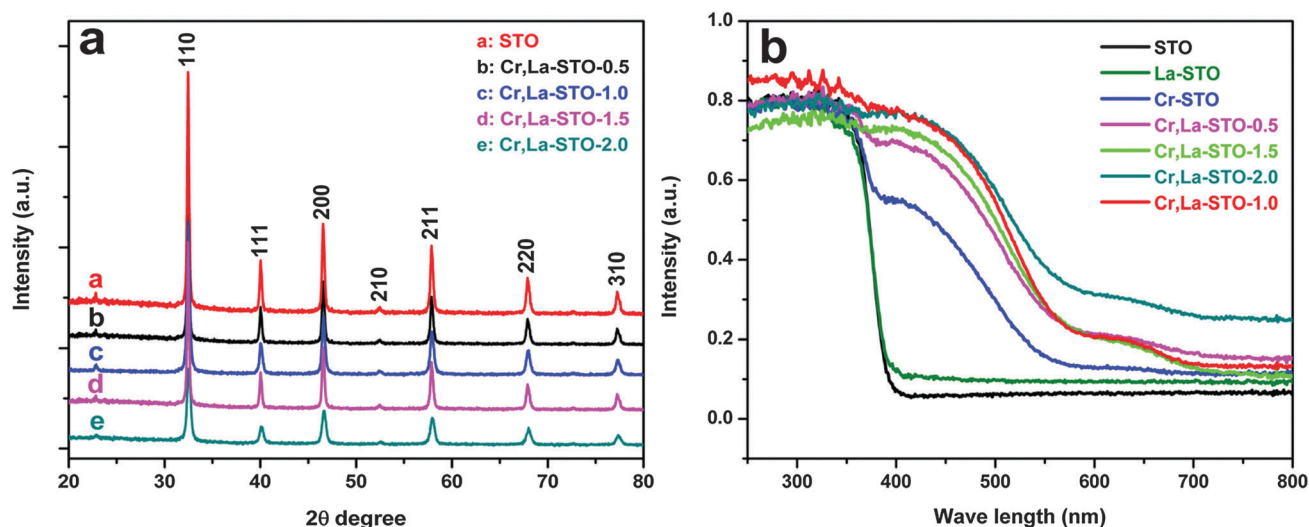 a
110
111
200
210
211
220
310
a: STO
b: Cr,La-STO-0.5
c: Cr,La-STO-1.0
d: Cr,La-STO-1.5
e: Cr,La-STO-2.0
a
b
c
d
e
Intensity (a.u.)
20 30 40 50 60 70 80
2θ degree
b
STO
La-STO
Cr-STO
Cr,La-STO-0.5
Cr,La-STO-1.5
Cr,La-STO-2.0
Cr,La-STO-1.0
1.0
0.8
0.6
0.4
0.2
0.0
Intensity (a.u.)
300 400 500 600 700 800
Wave length (nm)